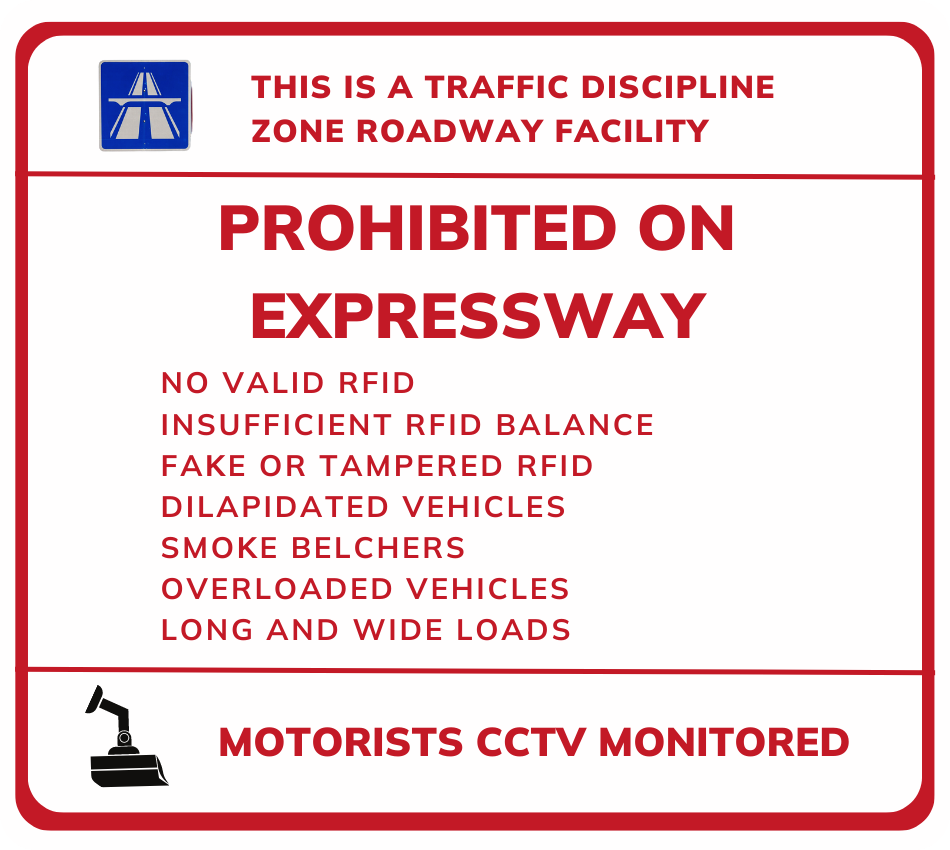 THIS IS A TRAFFIC DISCIPLINE
ZONE ROADWAY FACILITY
PROHIBITED ON
EXPRESSWAY
NO VALID RFID
INSUFFICIENT RFID BALANCE
FAKE OR TAMPERED RFID
DILAPIDATED VEHICLES
SMOKE BELCHERS
OVERLOADED VEHICLES
LONG AND WIDE LOADS
MOTORISTS CCTV MONITORED